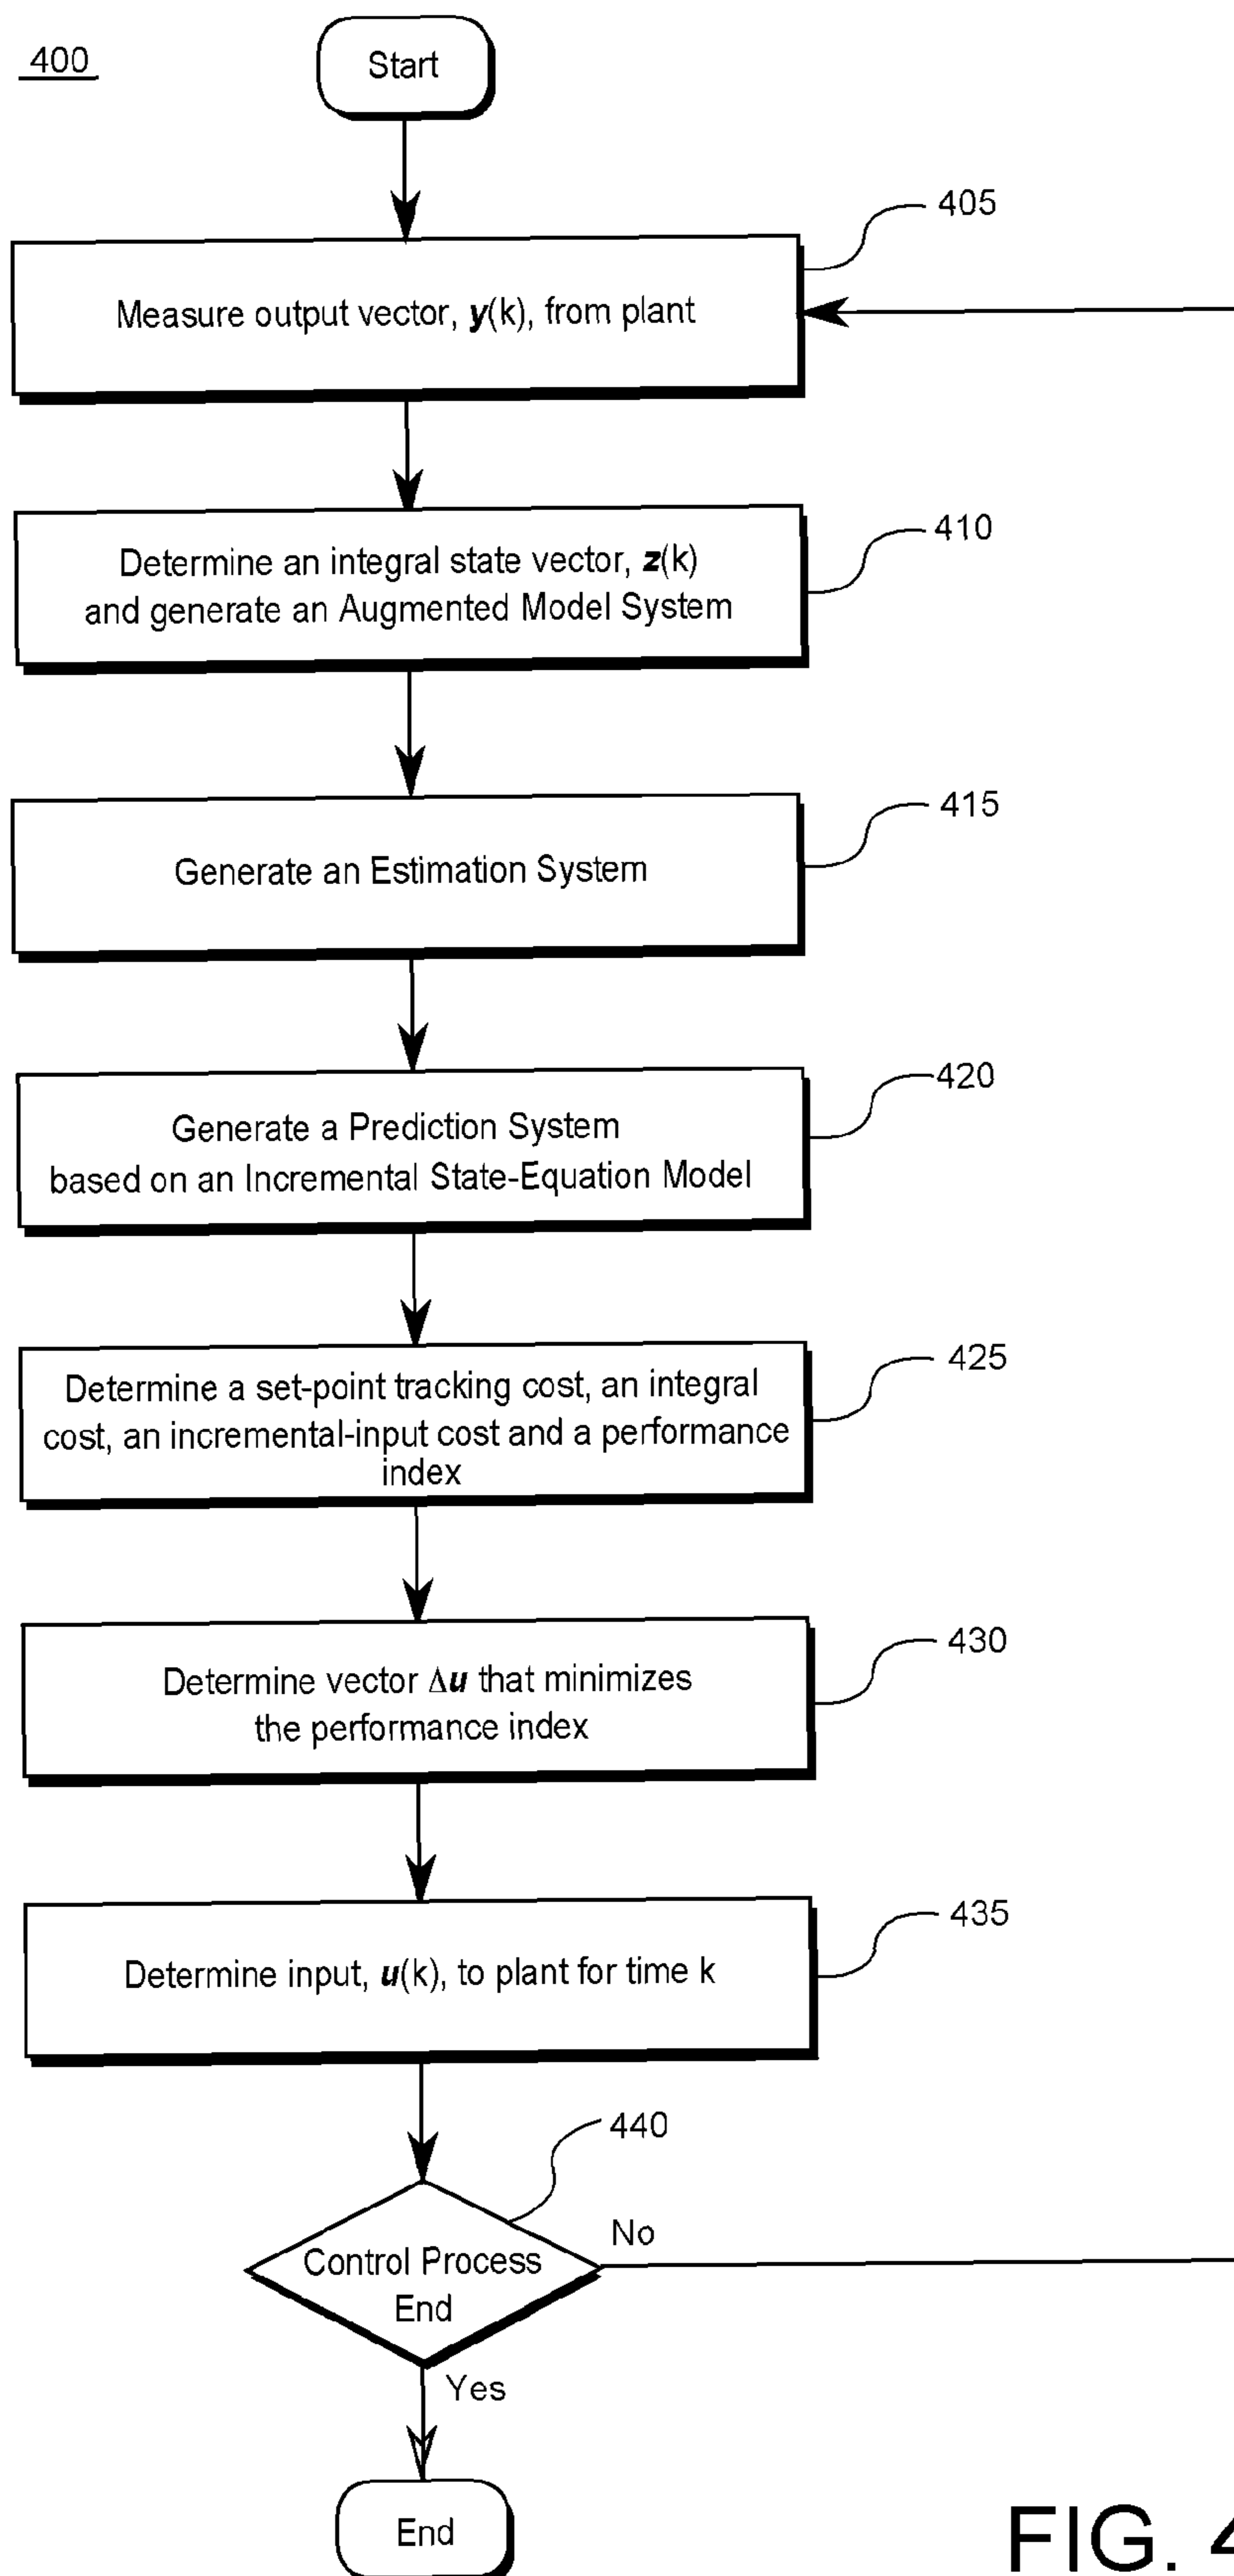 400
Start
405
Measure output vector, y(k), from plant
410
Determine an integral state vector, z(k)
and generate an Augmented Model System
415
Generate an Estimation System
420
Generate a Prediction System
based on an Incremental State-Equation Model
425
Determine a set-point tracking cost, an integral
cost, an incremental-input cost and a performance
index
430
Determine vector Δu that minimizes
the performance index
435
Determine input, u(k), to plant for time k
440
Control Process
End
No
Yes
End
FIG. 4